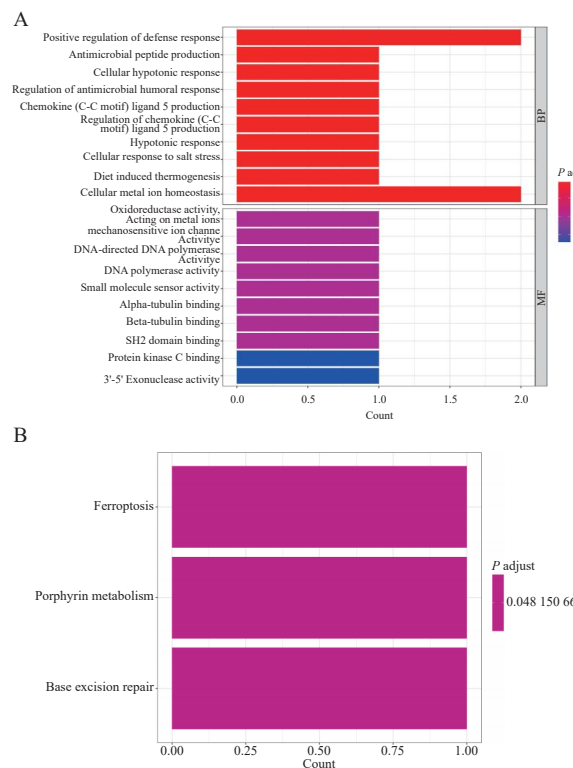 A
Positive regulation of defense response
Antimicrobial peptide production
Cellular hypotonic response
Regulation of antimicrobial humoral response
Chemokine (C-C motif) ligand 5 production
Regulation of chemokine (C-C
motif) ligand 5 production
Hypotonic response
Cellular response to salt stress
Diet induced thermogenesis
Cellular metal ion homeostasis
BP
P a
Oxidoreductase activity,
Acting on metal ions
mechanosensitive ion channe
Activitye
DNA-directed DNA polymerase
Activitye
DNA polymerase activity
Small molecule sensor activity
Alpha-tubulin binding
Beta-tubulin binding
SH2 domain binding
Protein kinase C binding
3'-5' Exonuclease activity
MF
0.0 0.5 1.0 1.5 2.0
Count
B
Ferroptosis
Porphyrin metabolism
Base excision repair
P adjust
0.048 150 66
0.00 0.25 0.50 0.75 1.00
Count